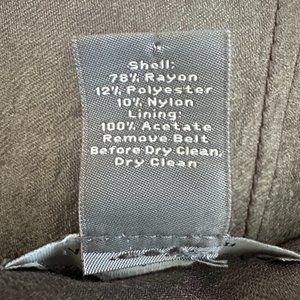 Shell:
78% Rayon
12% Polyester
10% Nylon
Lining:
100% Acetate
Remove Belt
Before Dry Clean,
Dry Clean